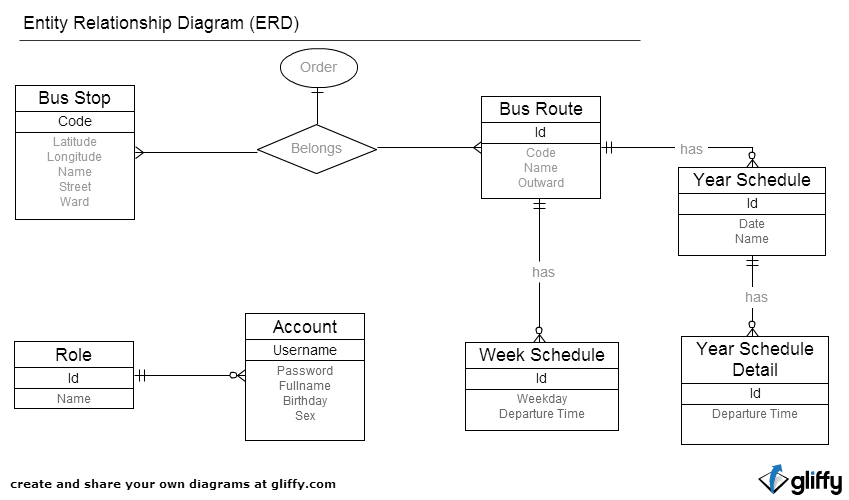 Entity Relationship Diagram (ERD)
Order
Bus Stop
Code
Latitude
Longitude
Name
Street
Ward
Belongs
Bus Route
Id
Code
Name
Outward
has
Year Schedule
Id
Date
Name
has
has
Role
Id
Name
Account
Username
Password
Fullname
Birthday
Sex
Week Schedule
Id
Weekday
Departure Time
Year Schedule
Detail
Id
Departure Time
create and share your own diagrams at gliffy.com
gliffy